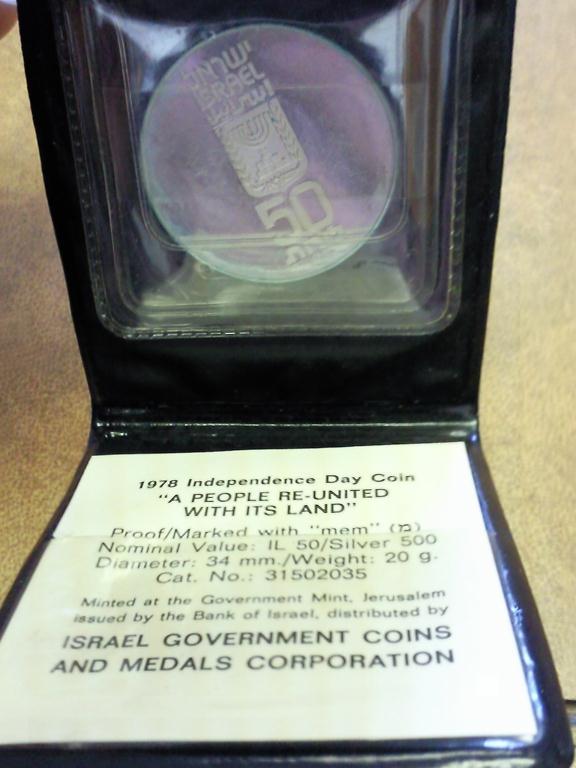 ישראל
ISRAEL
50
1978 Independence Day Coin
"A PEOPLE RE-UNITED
WITH ITS LAND"
Proof/Marked with "mem" (מ)
Nominal Value: IL 50/Silver 500
Diameter: 34 mm./Weight: 20 g.
Cat. No.: 31502035
Minted at the Government Mint, Jerusalem
issued by the Bank of Israel, distributed by
ISRAEL GOVERNMENT COINS
AND MEDALS CORPORATION